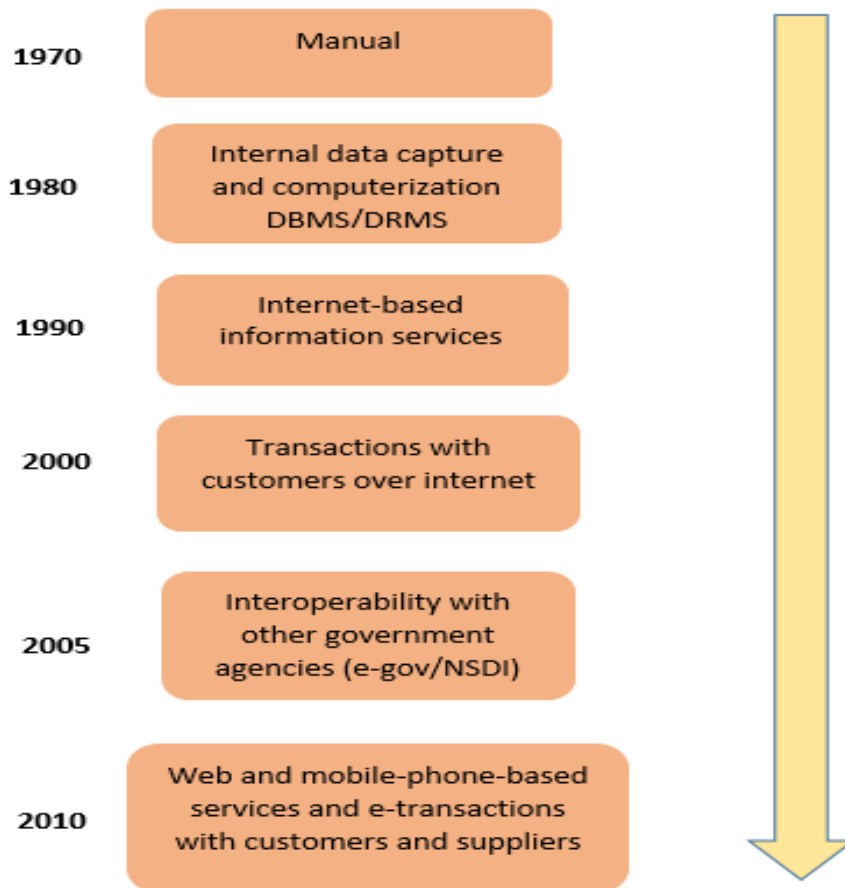 1970
Manual
1980
Internal data capture
and computerization
DBMS/DRMS
1990
Internet-based
information services
2000
Transactions with
customers over internet
2005
Interoperability with
other government
agencies (e-gov/NSDI)
2010
Web and mobile-phone-based
services and e-transactions
with customers and suppliers